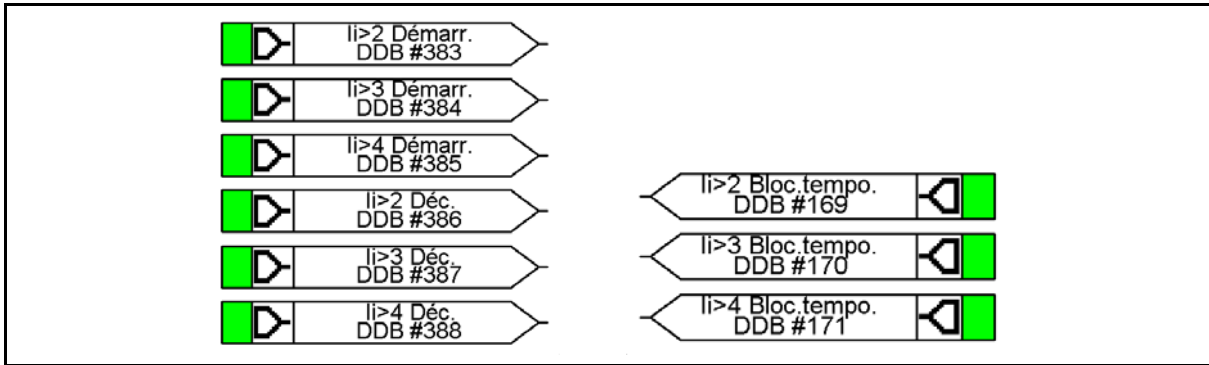 Ii>2 Démarr.
DDB #383
Ii>3 Démarr.
DDB #384
Ii>4 Démarr.
DDB #385
Ii>2 Déc.
DDB #386
Ii>3 Déc.
DDB #387
Ii>4 Déc.
DDB #388
Ii>2 Bloc.tempo.
DDB #169
Ii>3 Bloc.tempo.
DDB #170
Ii>4 Bloc.tempo.
DDB #171